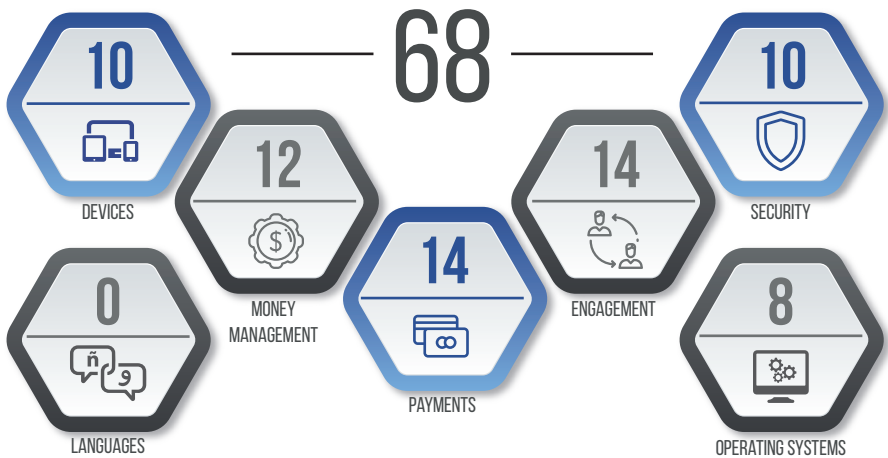 68
10
DEVICES
12
MONEY
MANAGEMENT
14
PAYMENTS
14
ENGAGEMENT
10
SECURITY
0
ñ
و
LANGUAGES
$
8
OPERATING SYSTEMS